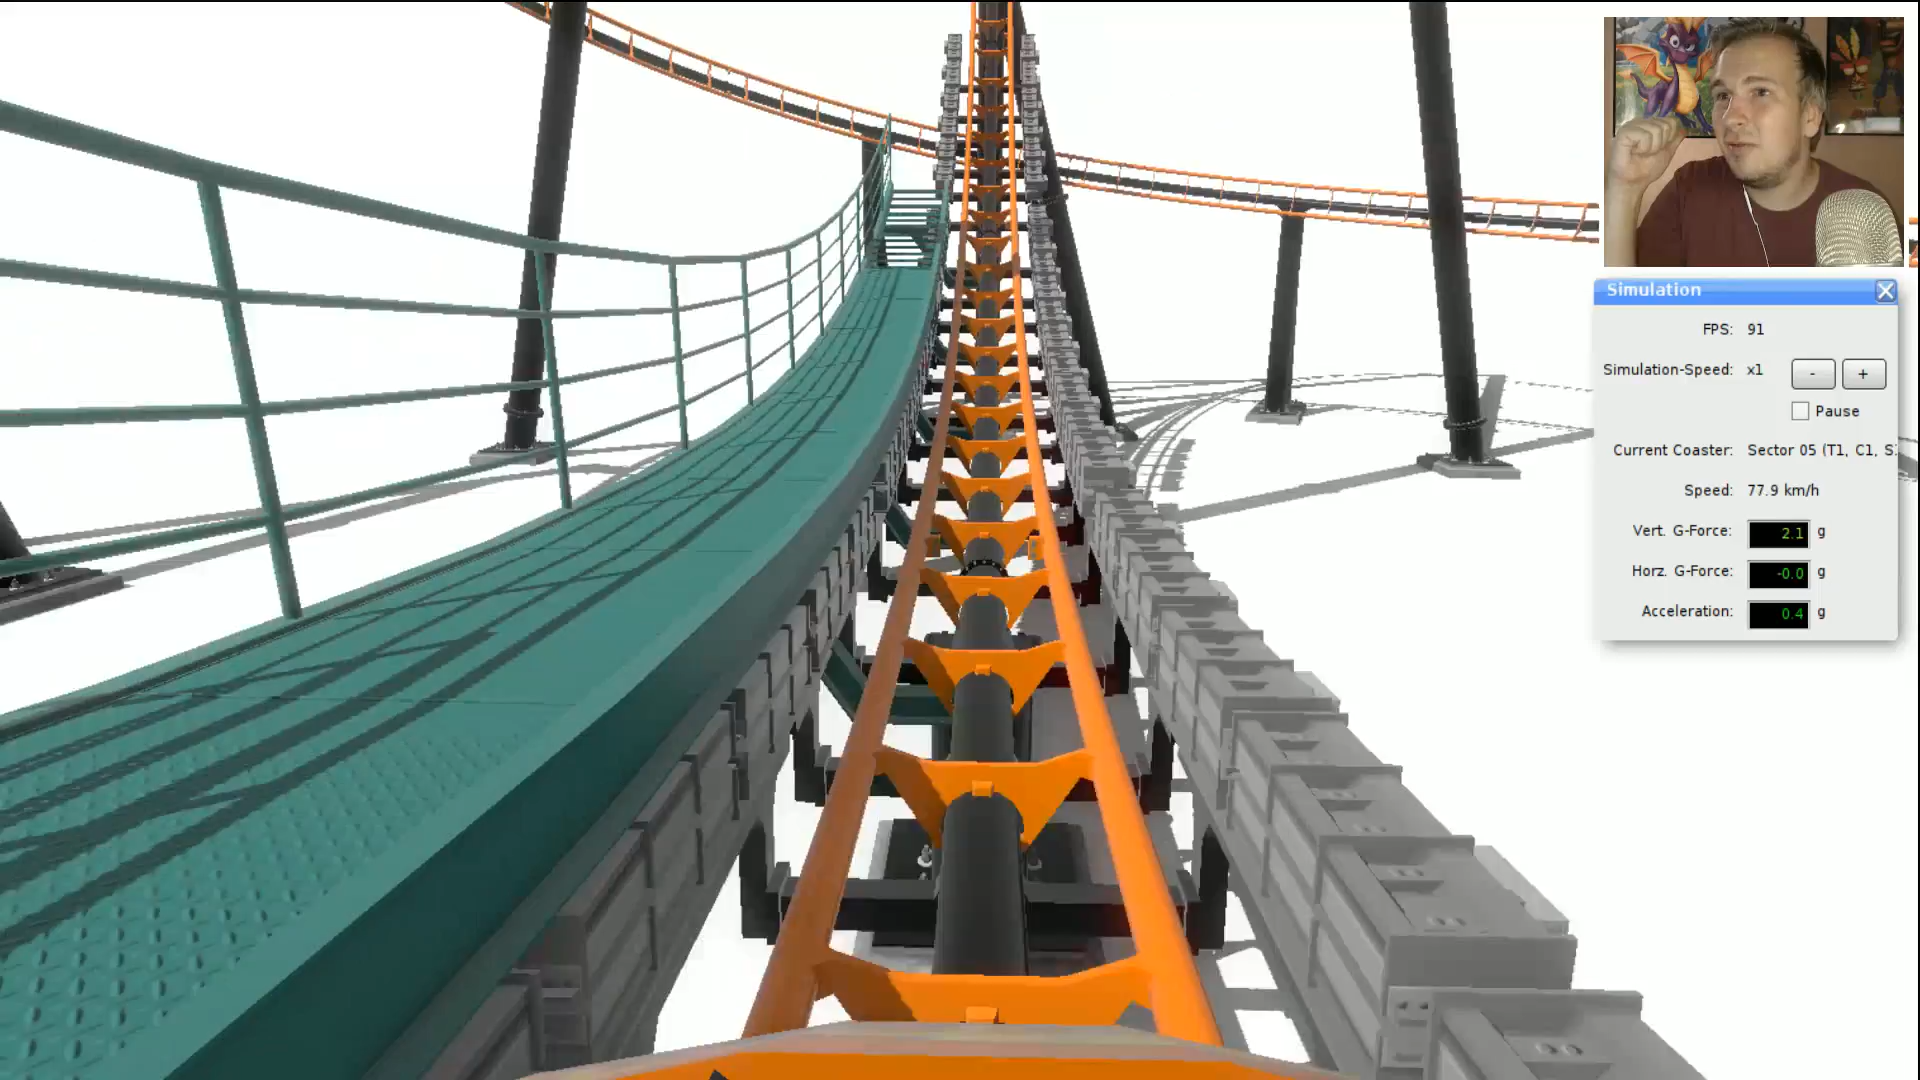 Simulation
FPS: 91
Simulation-Speed: x1 - +
Pause
Current Coaster: Sector 05 (T1, C1, S
Speed: 77.9 km/h
Vert. G-Force: 2.1 g
Horz. G-Force: -0.0 g
Acceleration: 0.4 g